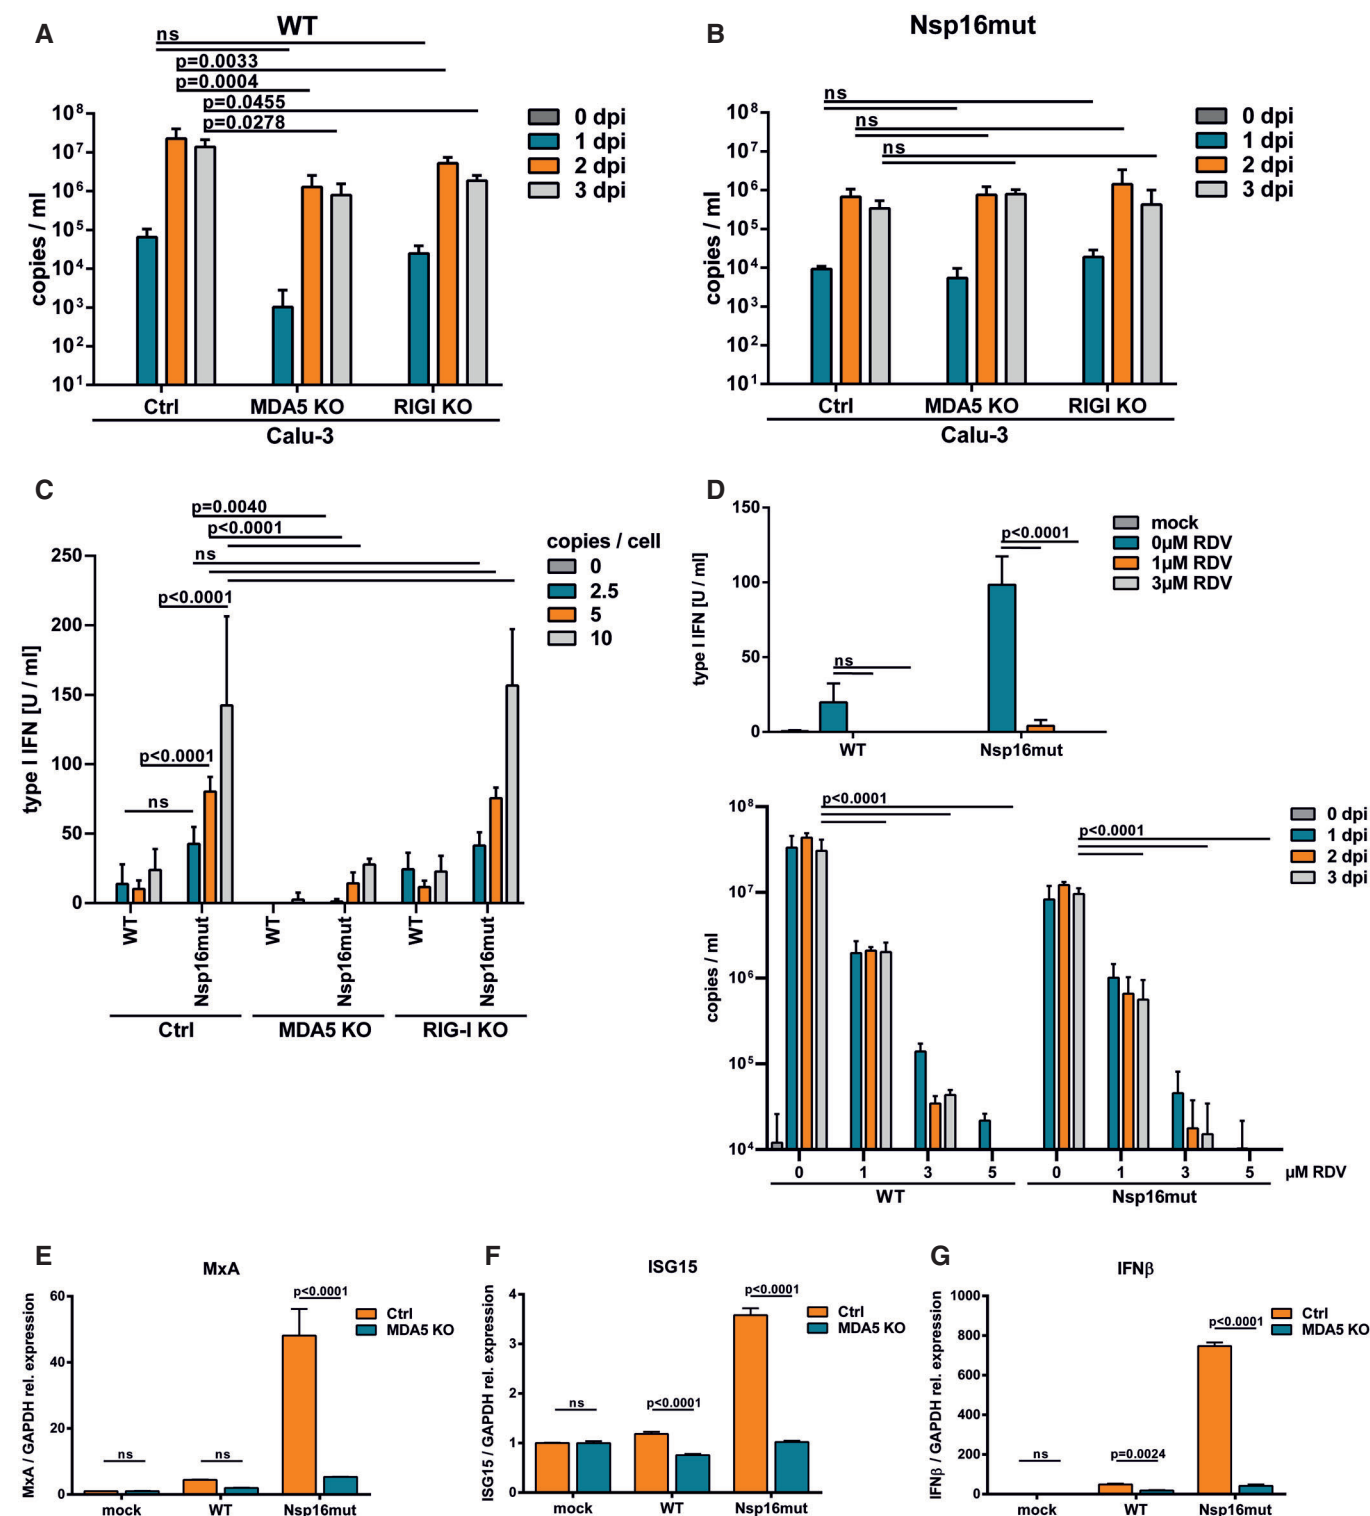 A
WT
ns
p=0.0033
p=0.0004
p=0.0455
p=0.0278
10⁸
10⁷
10⁶
10⁵
10⁴
10³
10²
10¹
copies / ml
0 dpi
1 dpi
2 dpi
3 dpi
Ctrl MDA5 KO RIGI KO
Calu-3
B
Nsp16mut
ns
ns
ns
10⁸
10⁷
10⁶
10⁵
10⁴
10³
10²
10¹
copies / ml
0 dpi
1 dpi
2 dpi
3 dpi
Ctrl MDA5 KO RIGI KO
Calu-3
C
p=0.0040
p<0.0001
ns
p<0.0001
p<0.0001
ns
250
200
150
100
50
0
type I IFN [U / ml]
copies / cell
0
2.5
5
10
WT Nsp16mut WT Nsp16mut WT Nsp16mut
Ctrl MDA5 KO RIG-I KO
D
150
100
50
0
type I IFN [U / ml]
ns
p<0.0001
mock
0µM RDV
1µM RDV
3µM RDV
WT Nsp16mut
10⁸
10⁷
10⁶
10⁵
10⁴
copies / ml
p<0.0001
p<0.0001
0 dpi
1 dpi
2 dpi
3 dpi
0 1 3 5 0 1 3 5 µM RDV
WT Nsp16mut
E
MxA
60
40
20
0
MxA / GAPDH rel. expression
ns
ns
p<0.0001
Ctrl
MDA5 KO
mock WT Nsp16mut
F
ISG15
4
3
2
1
0
ISG15 / GAPDH rel. expression
ns
p<0.0001
p<0.0001
Ctrl
MDA5 KO
mock WT Nsp16mut
G
IFNβ
1000
800
600
400
200
0
IFNβ / GAPDH rel. expression
ns
p=0.0024
p<0.0001
Ctrl
MDA5 KO
mock WT Nsp16mut